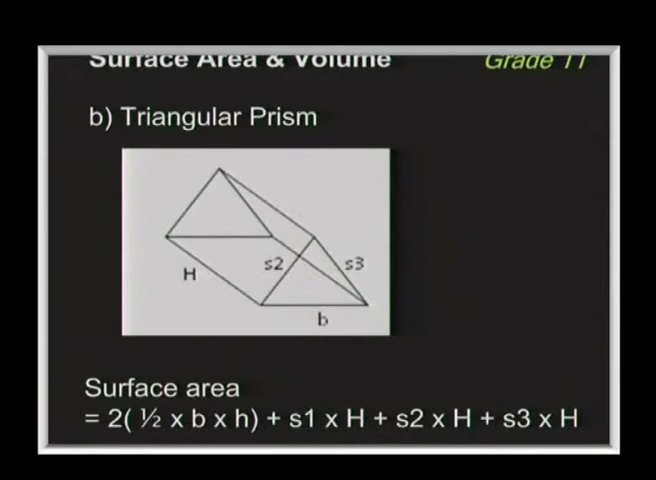 Surface Area & Volume
Grade 11
b) Triangular Prism
H
s2
s3
b
Surface area
= 2( ½ x b x h) + s1 x H + s2 x H + s3 x H